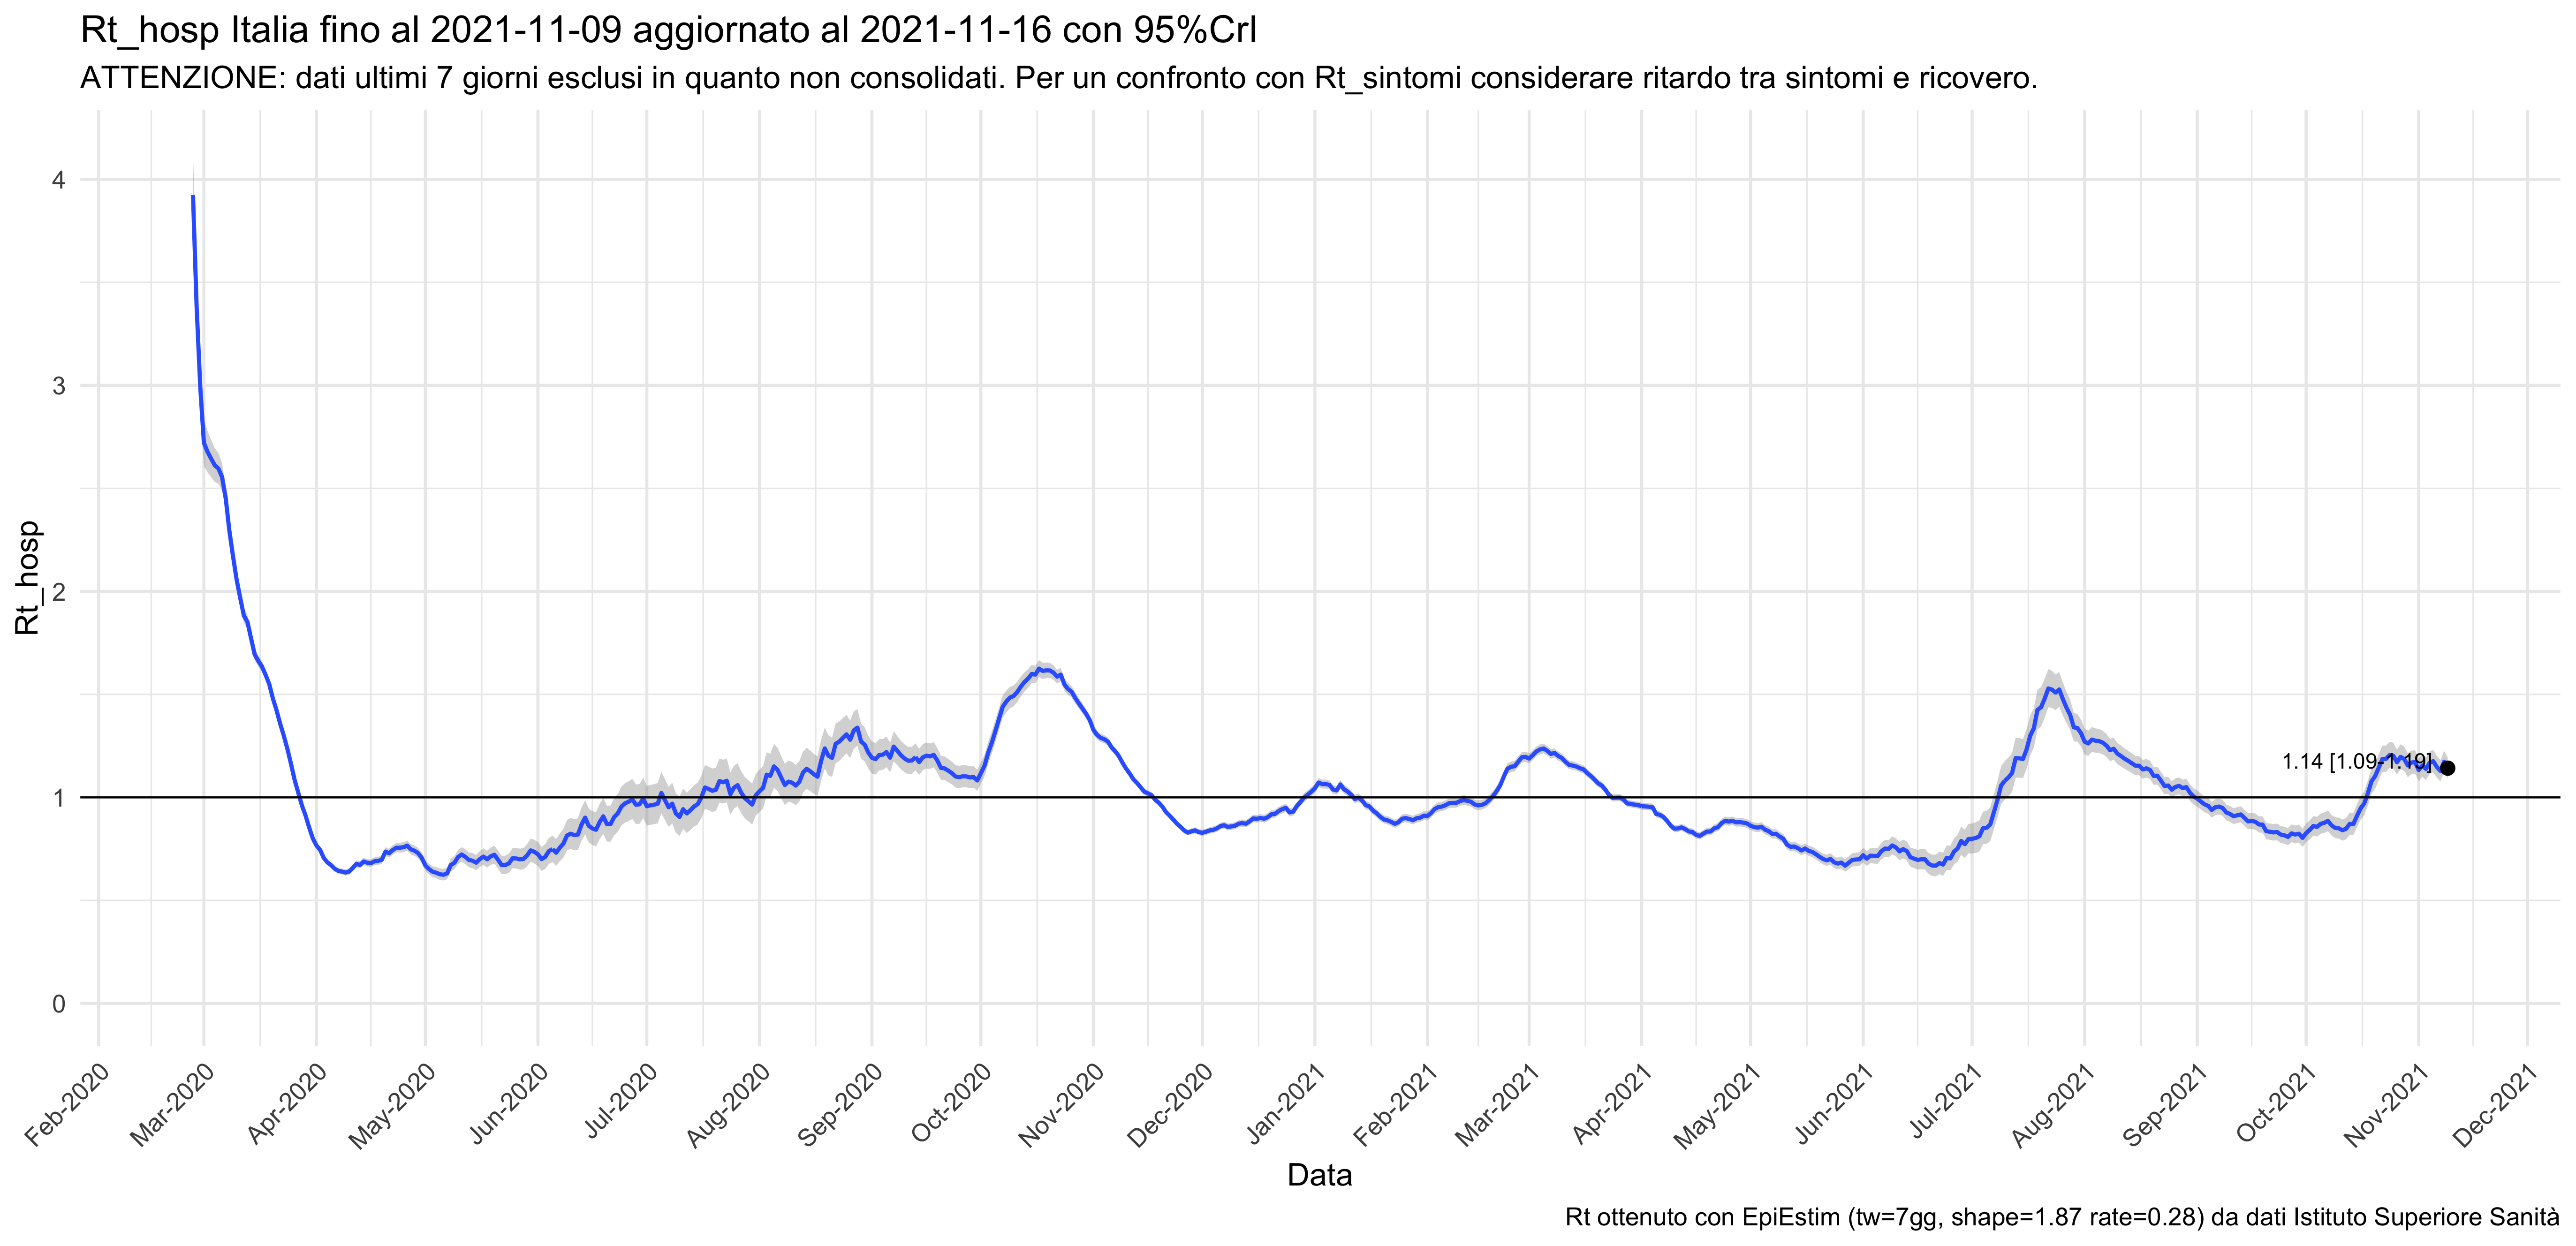 Rt_hosp Italia fino al 2021-11-09 aggiornato al 2021-11-16 con 95%CrI
ATTENZIONE: dati ultimi 7 giorni esclusi in quanto non consolidati. Per un confronto con Rt_sintomi considerare ritardo tra sintomi e ricovero.
4
3
2
1
0
Rt_hosp
1.14 [1.09-1.19]
Feb-2020
Mar-2020
Apr-2020
May-2020
Jun-2020
Jul-2020
Aug-2020
Sep-2020
Oct-2020
Nov-2020
Dec-2020
Jan-2021
Feb-2021
Mar-2021
Apr-2021
May-2021
Jun-2021
Jul-2021
Aug-2021
Sep-2021
Oct-2021
Nov-2021
Dec-2021
Data
Rt ottenuto con EpiEstim (tw=7gg, shape=1.87 rate=0.28) da dati Istituto Superiore Sanità